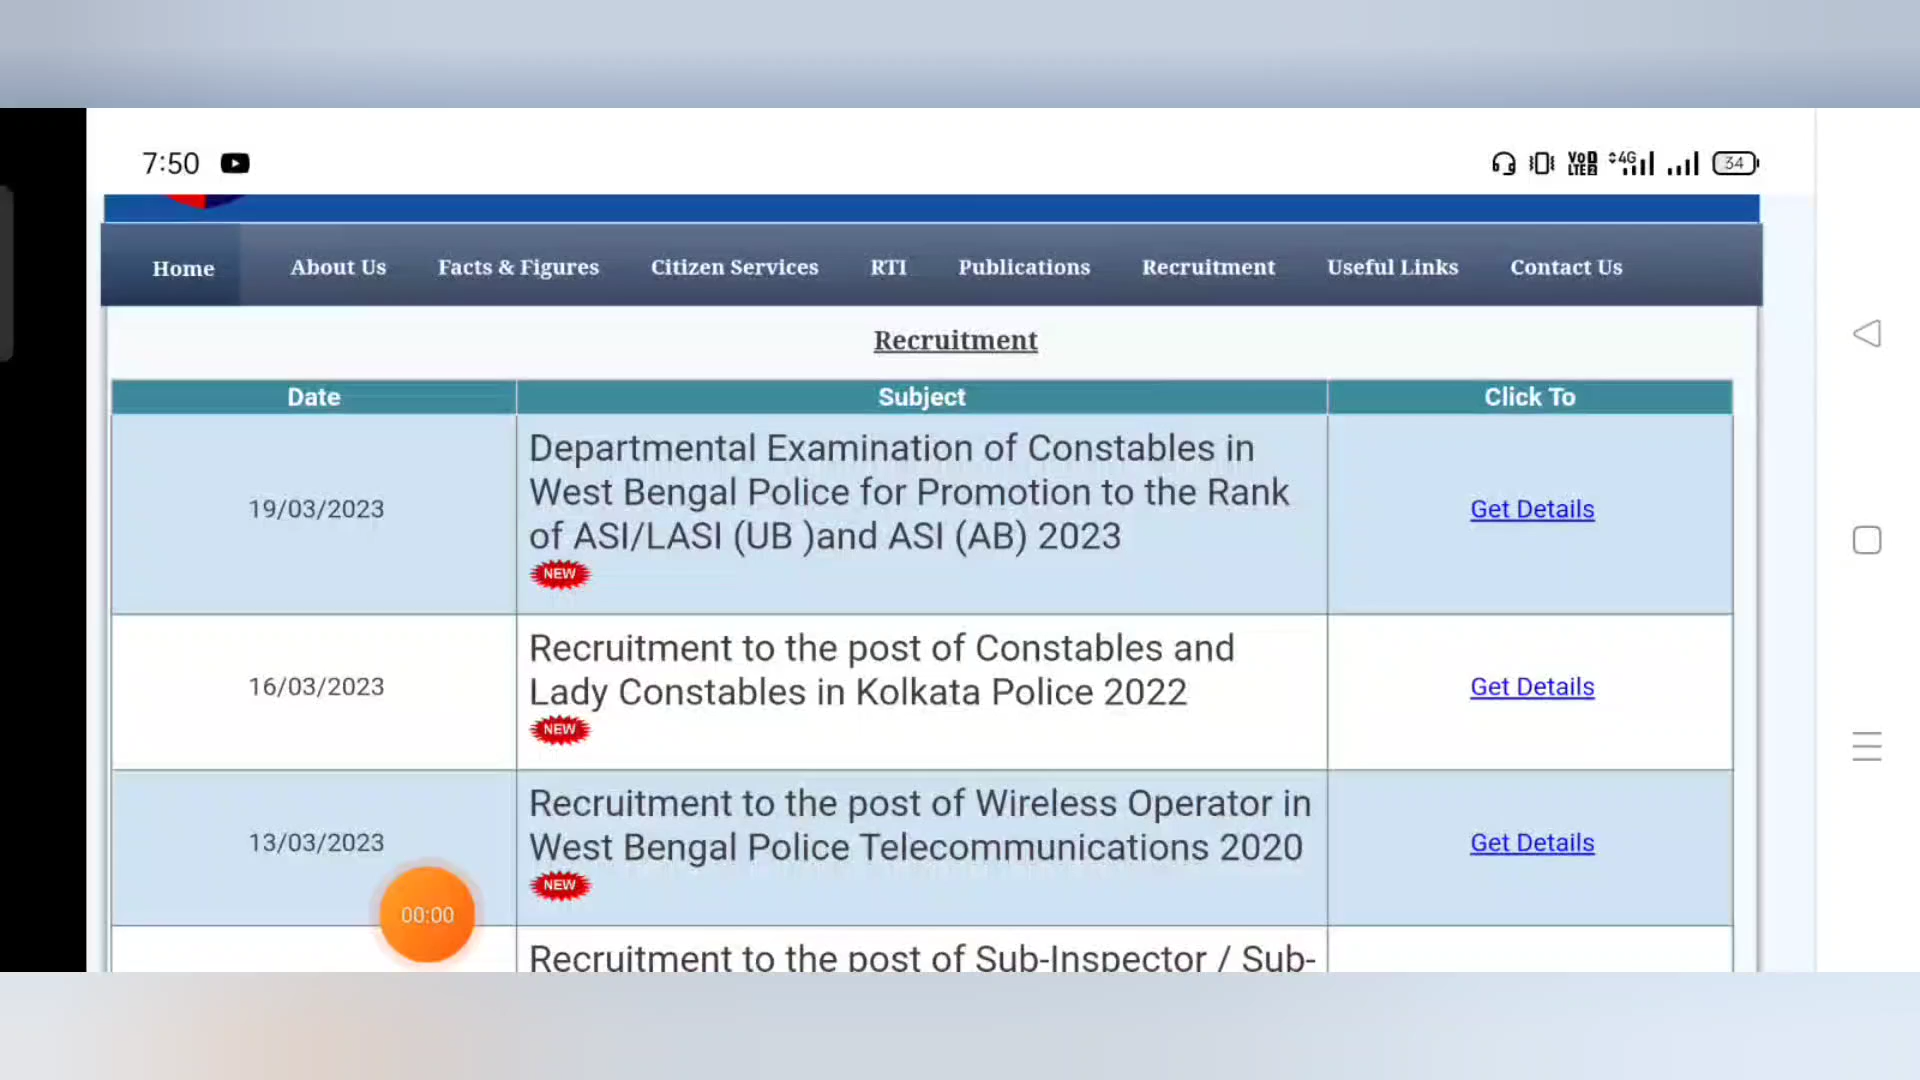 7:50
VoD LTE2 4G 34
Home About Us Facts & Figures Citizen Services RTI Publications Recruitment Useful Links Contact Us
Recruitment
Date Subject Click To
Departmental Examination of Constables in
West Bengal Police for Promotion to the Rank
19/03/2023 Get Details
of ASI/LASI (UB )and ASI (AB) 2023
NEW
Recruitment to the post of Constables and
16/03/2023 Get Details
Lady Constables in Kolkata Police 2022
NEW
Recruitment to the post of Wireless Operator in
13/03/2023 Get Details
West Bengal Police Telecommunications 2020
NEW
00:00
Recruitment to the post of Sub-Inspector / Sub-